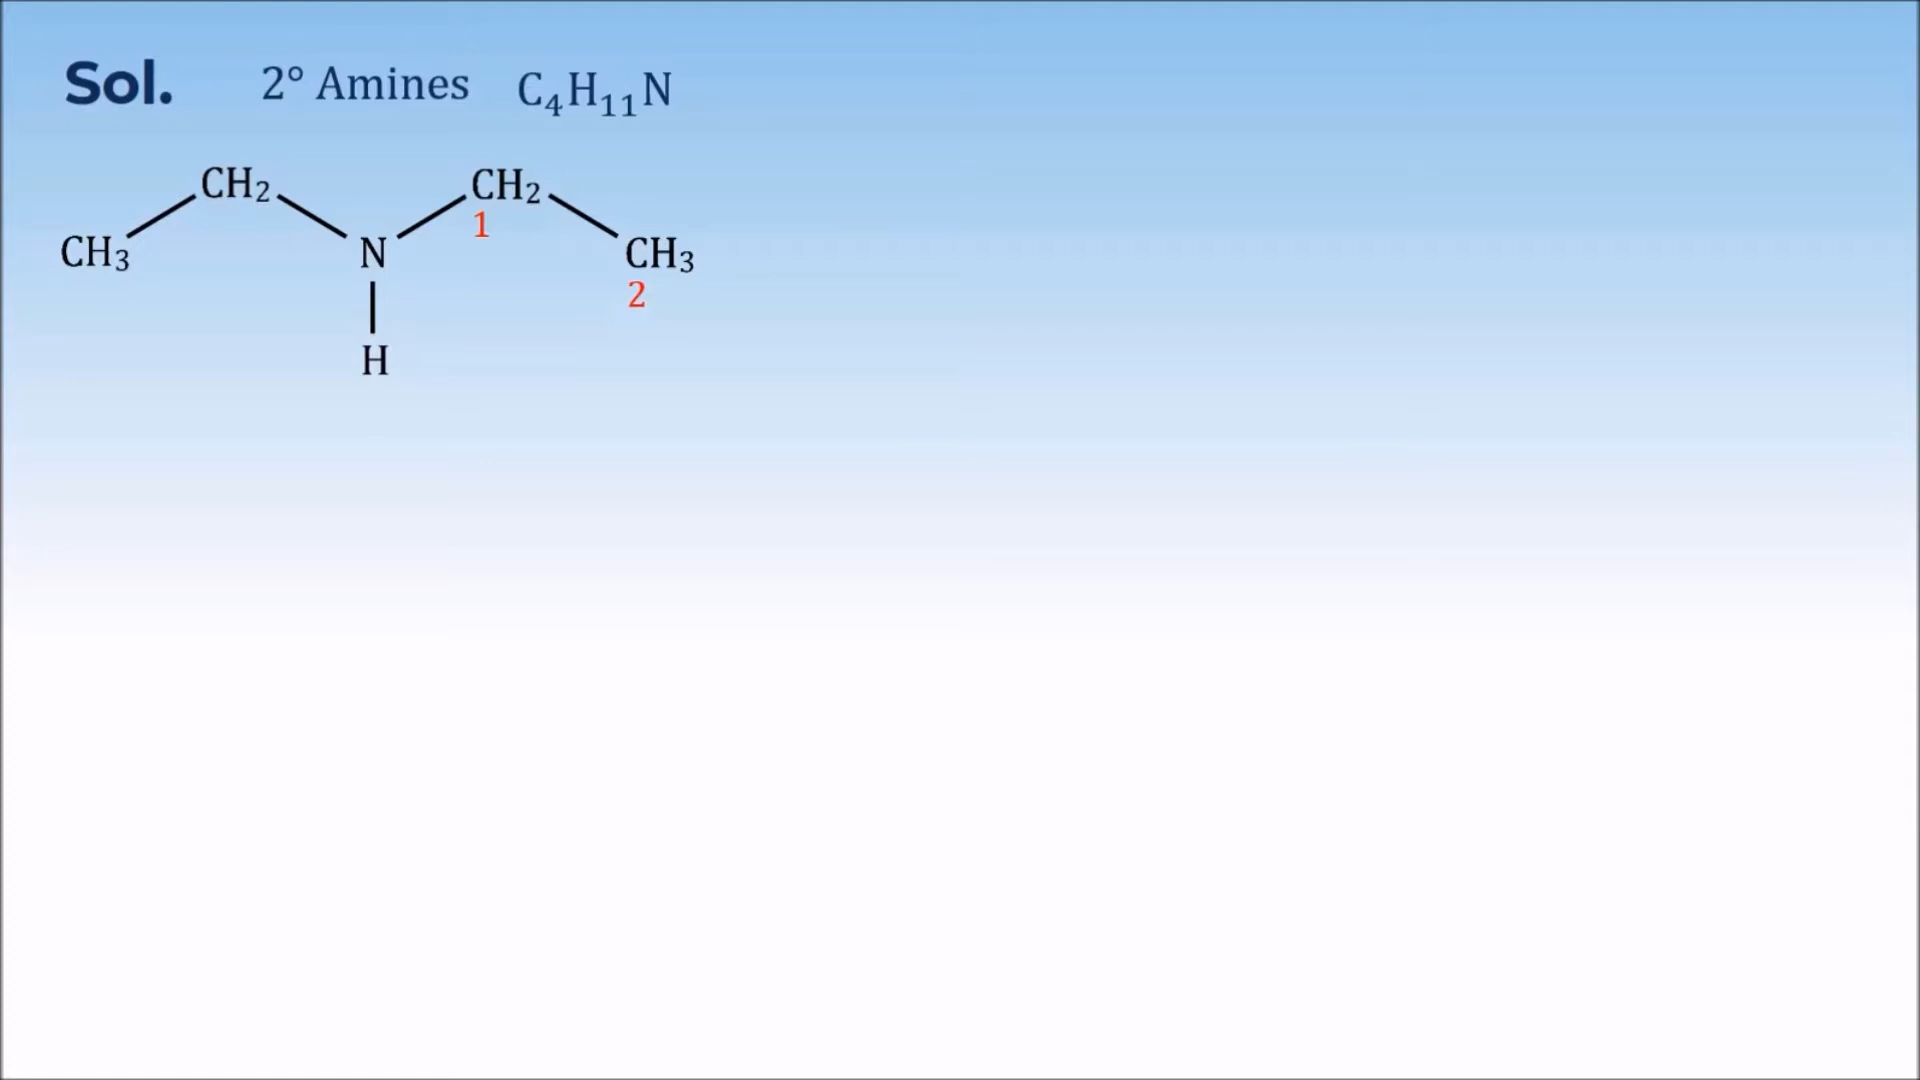 Sol. 2° Amines C₄H₁₁N
CH₂ CH₂
1
CH₃ N CH₃
2
H